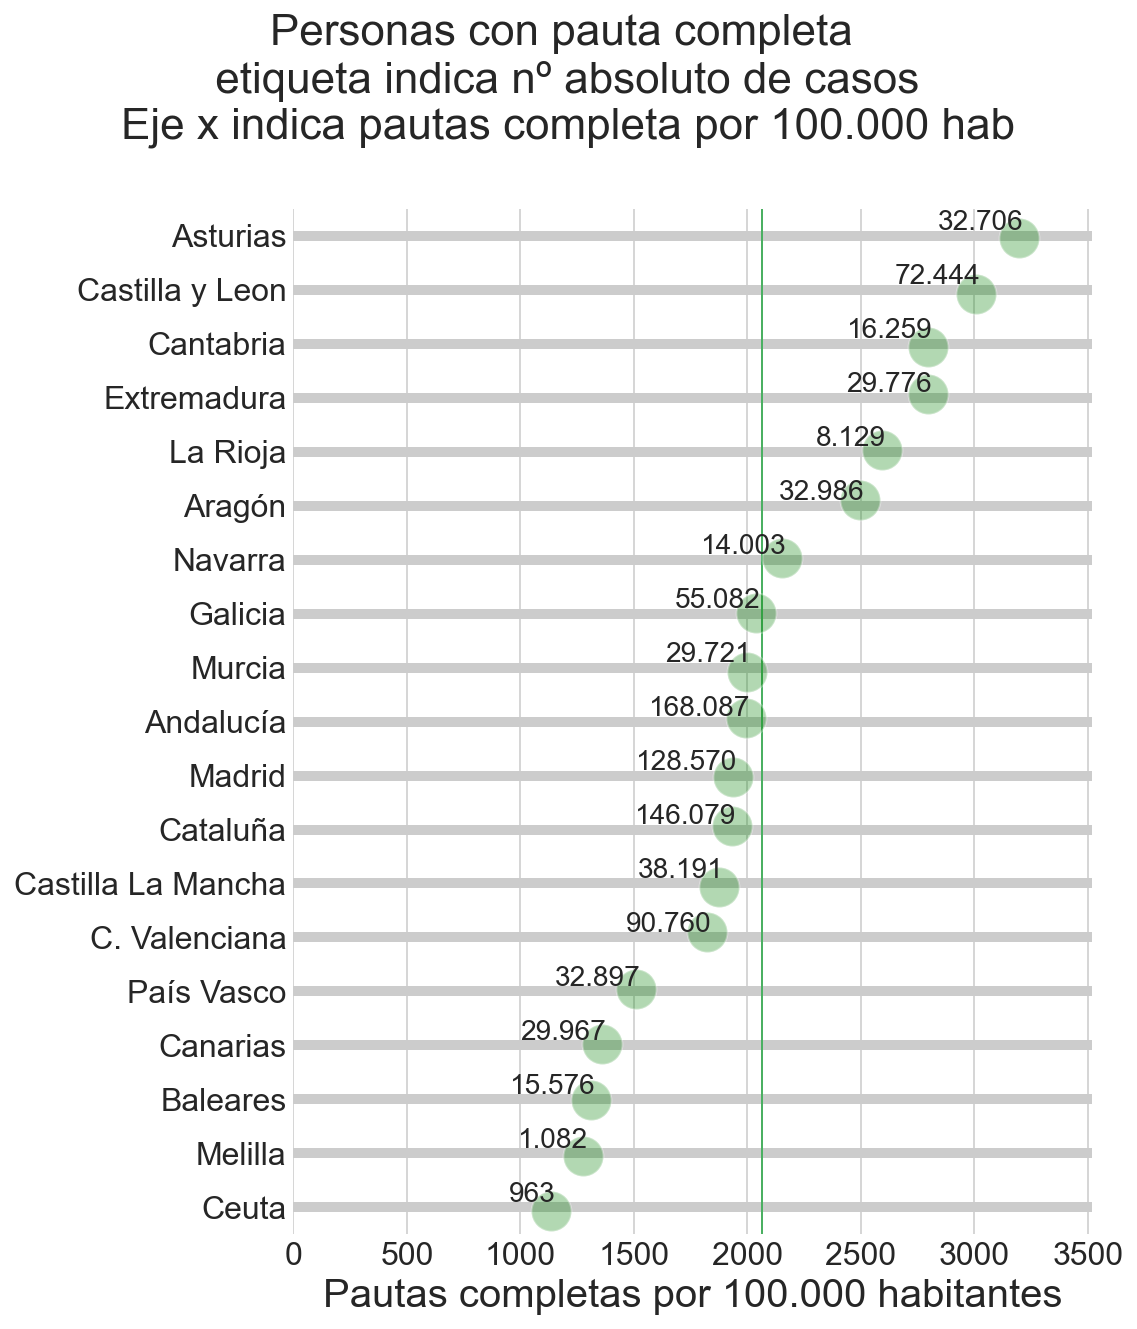 Personas con pauta completa
etiqueta indica nº absoluto de casos
Eje x indica pautas completa por 100.000 hab
Asturias 32.706
Castilla y Leon 72.444
Cantabria 16.259
Extremadura 29.776
La Rioja 8.129
Aragón 32.986
Navarra 14.003
Galicia 55.082
Murcia 29.721
Andalucía 168.087
Madrid 128.570
Cataluña 146.079
Castilla La Mancha 38.191
C. Valenciana 90.760
País Vasco 32.897
Canarias 29.967
Baleares 15.576
Melilla 1.082
Ceuta 963
0 500 1000 1500 2000 2500 3000 3500
Pautas completas por 100.000 habitantes